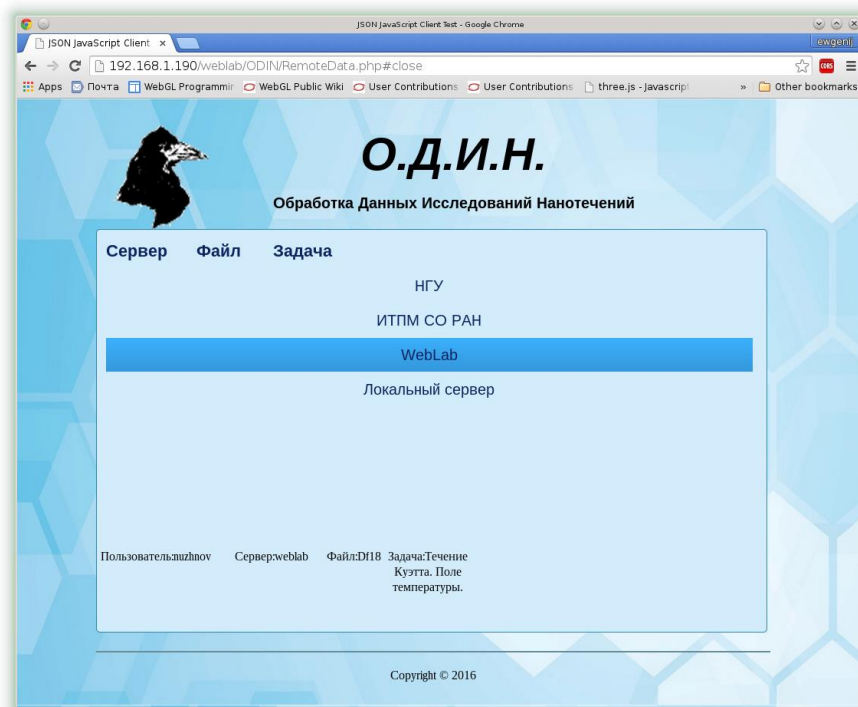 JSON JavaScript Client Test - Google Chrome
JSON JavaScript Client
ewgenij
192.168.1.190/weblab/ODIN/RemoteData.php#close
CORS
Apps Почта WebGL Programmin WebGL Public Wiki User Contributions User Contributions three.js - Javascript » Other bookmarks
О.Д.И.Н.
Обработка Данных Исследований Нанотечений
Сервер Файл Задача
НГУ
ИТПМ СО РАН
WebLab
Локальный сервер
Пользователь:nuzhnov Сервер:weblab Файл:Df18 Задача:Течение
Куэтта. Поле
температуры.
Copyright © 2016